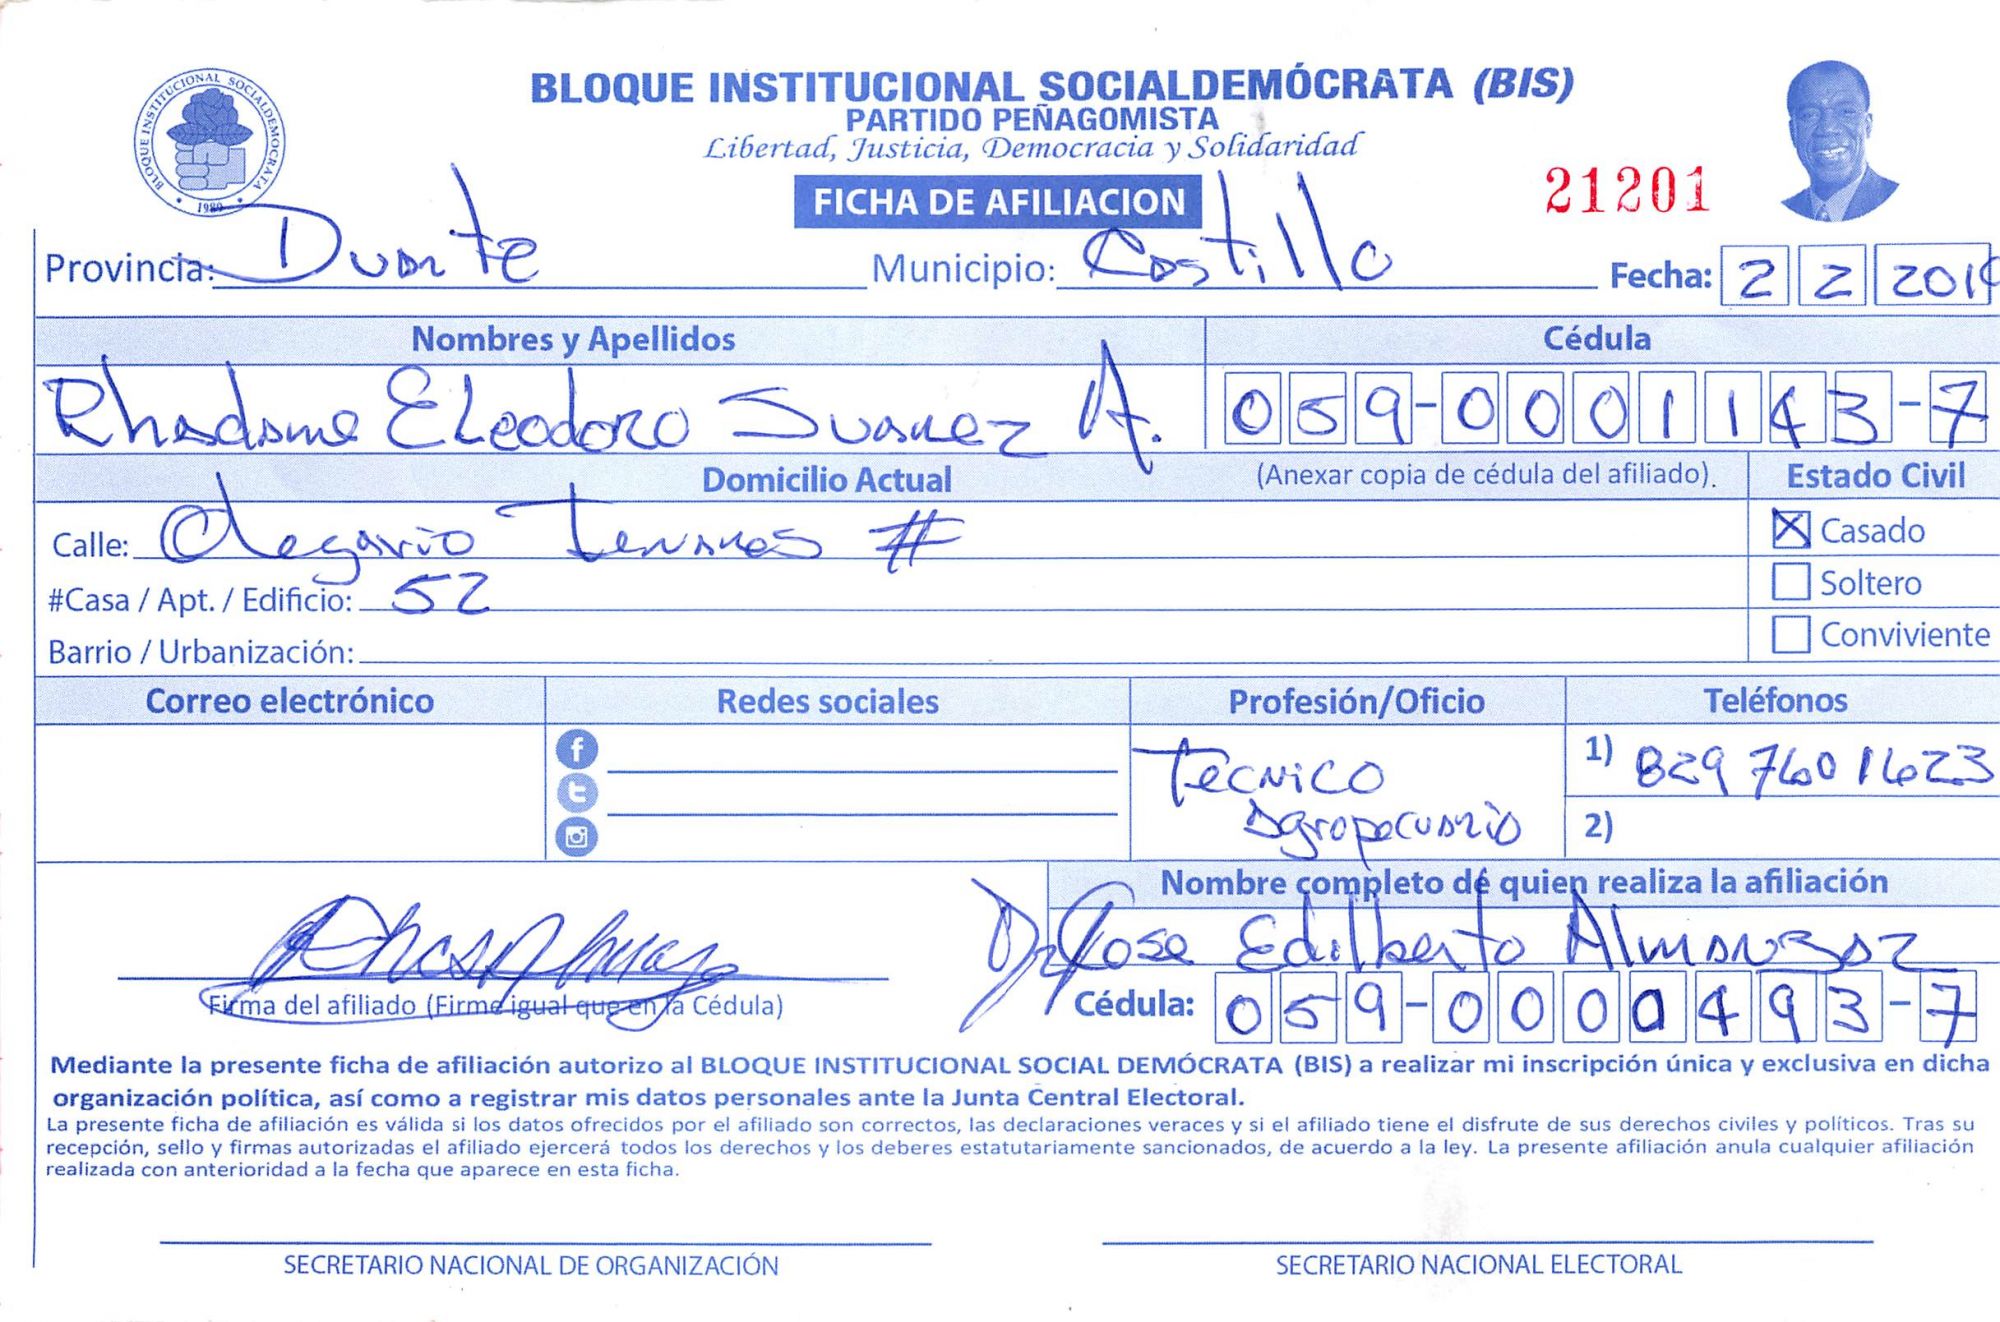 BLOQUE INSTITUCIONAL SOCIALDEMOCRATA
1989
BLOQUE INSTITUCIONAL SOCIALDEMÓCRATA (BIS)
PARTIDO PEÑAGOMISTA
Libertad, Justicia, Democracia y Solidaridad
FICHA DE AFILIACION
21201
Provincia: Duarte Municipio: Castillo Fecha: 2 2 201
Nombres y Apellidos Cédula
Rhadame Eleodoro Suarez A. 059-0001143-7
Domicilio Actual (Anexar copia de cédula del afiliado). Estado Civil
Calle: Olegario Tenares # Casado
#Casa / Apt. / Edificio: 52 Soltero
Barrio / Urbanización: Conviviente
Correo electrónico Redes sociales Profesión/Oficio Teléfonos
Técnico 1) 829 760 1623
Agropecuario 2)
Nombre completo de quien realiza la afiliación
Dr. Jose Edilberto Almanzar
Firma del afiliado (Firme igual que en la Cédula) Cédula: 059-0000493-7
Mediante la presente ficha de afiliación autorizo al BLOQUE INSTITUCIONAL SOCIAL DEMÓCRATA (BIS) a realizar mi inscripción única y exclusiva en dicha
organización política, así como a registrar mis datos personales ante la Junta Central Electoral.
La presente ficha de afiliación es válida si los datos ofrecidos por el afiliado son correctos, las declaraciones veraces y si el afiliado tiene el disfrute de sus derechos civiles y políticos. Tras su
recepción, sello y firmas autorizadas el afiliado ejercerá todos los derechos y los deberes estatutariamente sancionados, de acuerdo a la ley. La presente afiliación anula cualquier afiliación
realizada con anterioridad a la fecha que aparece en esta ficha.
SECRETARIO NACIONAL DE ORGANIZACIÓN SECRETARIO NACIONAL ELECTORAL